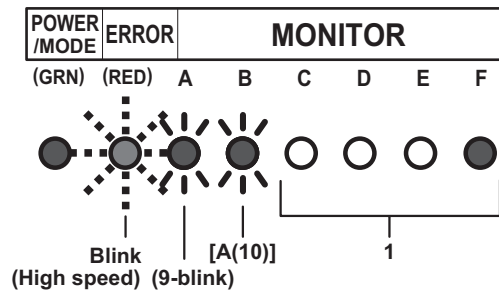 POWER
/MODE
ERROR
MONITOR
(GRN) (RED) A B C D E F
Blink
(High speed)
(9-blink)
[A(10)]
1